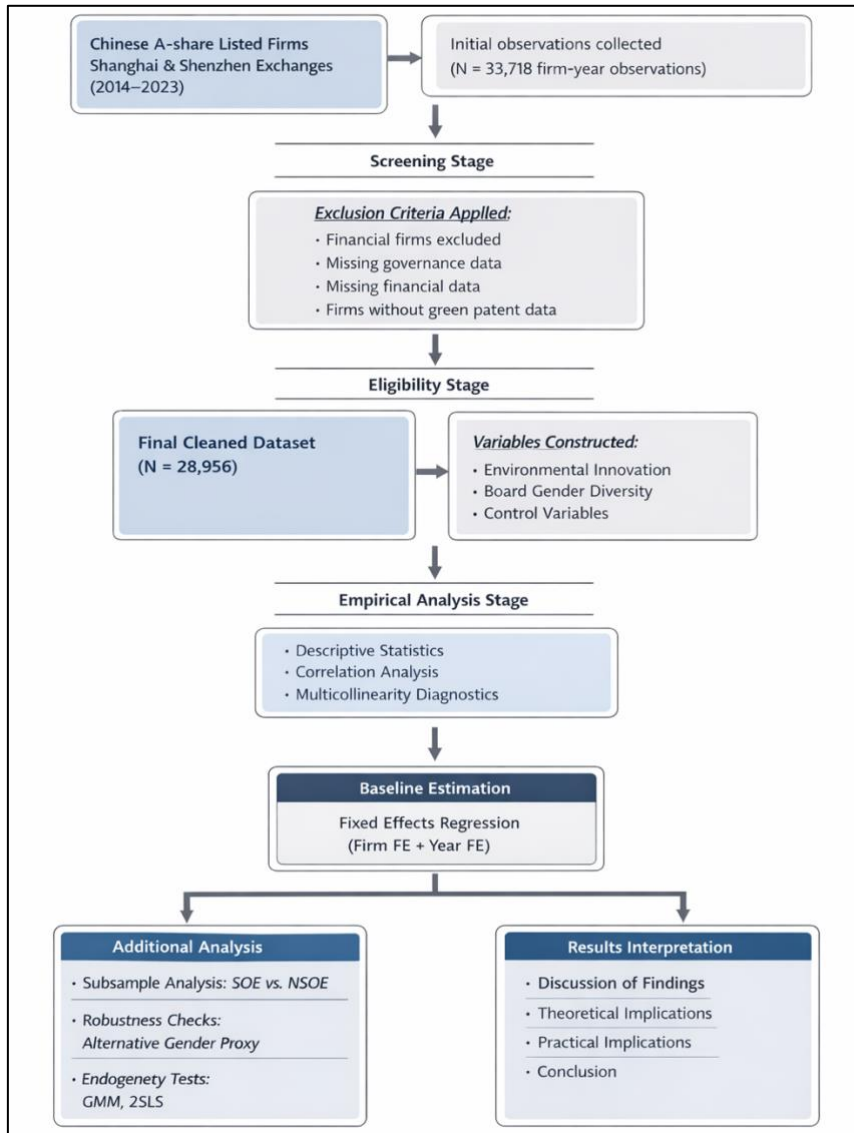 Chinese A-share Listed Firms
Shanghai & Shenzhen Exchanges
(2014–2023)
Initial observations collected
(N = 33,718 firm-year observations)
Screening Stage
Exclusion Criteria Applled:
· Financial firms excluded
· Missing governance data
· Missing financial data
· Firms without green patent data
Eligibility Stage
Final Cleaned Dataset
(N = 28,956)
Variables Constructed:
· Environmental Innovation
· Board Gender Diversity
· Control Variables
Empirical Analysis Stage
· Descriptive Statistics
· Correlation Analysis
· Multicollinearity Diagnostics
Baseline Estimation
Fixed Effects Regression
(Firm FE + Year FE)
Additional Analysis
· Subsample Analysis: SOE vs. NSOE
· Robustness Checks:
Alternative Gender Proxy
· Endogenety Tests:
GMM, 2SLS
Results Interpretation
· Discussion of Findings
· Theoretical Implications
· Practical Implications
· Conclusion